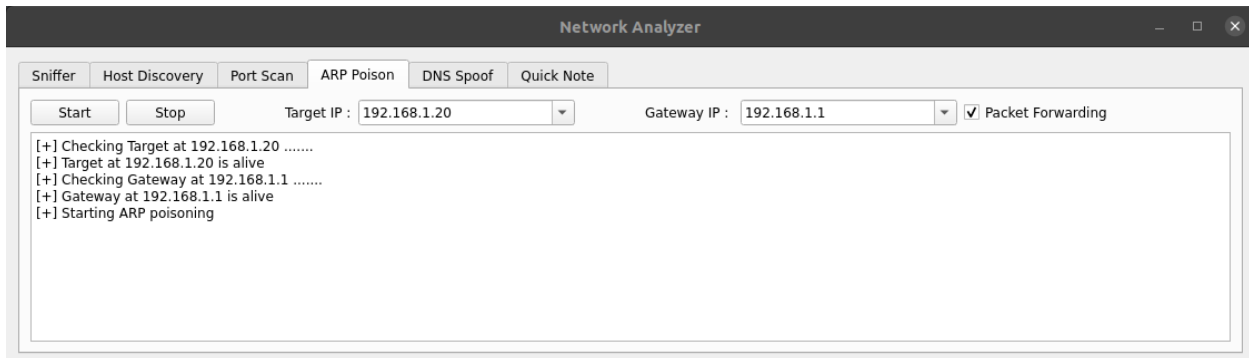 Network Analyzer
Sniffer Host Discovery Port Scan ARP Poison DNS Spoof Quick Note
Start Stop Target IP : 192.168.1.20 Gateway IP : 192.168.1.1 Packet Forwarding
[+] Checking Target at 192.168.1.20 .......
[+] Target at 192.168.1.20 is alive
[+] Checking Gateway at 192.168.1.1 .......
[+] Gateway at 192.168.1.1 is alive
[+] Starting ARP poisoning